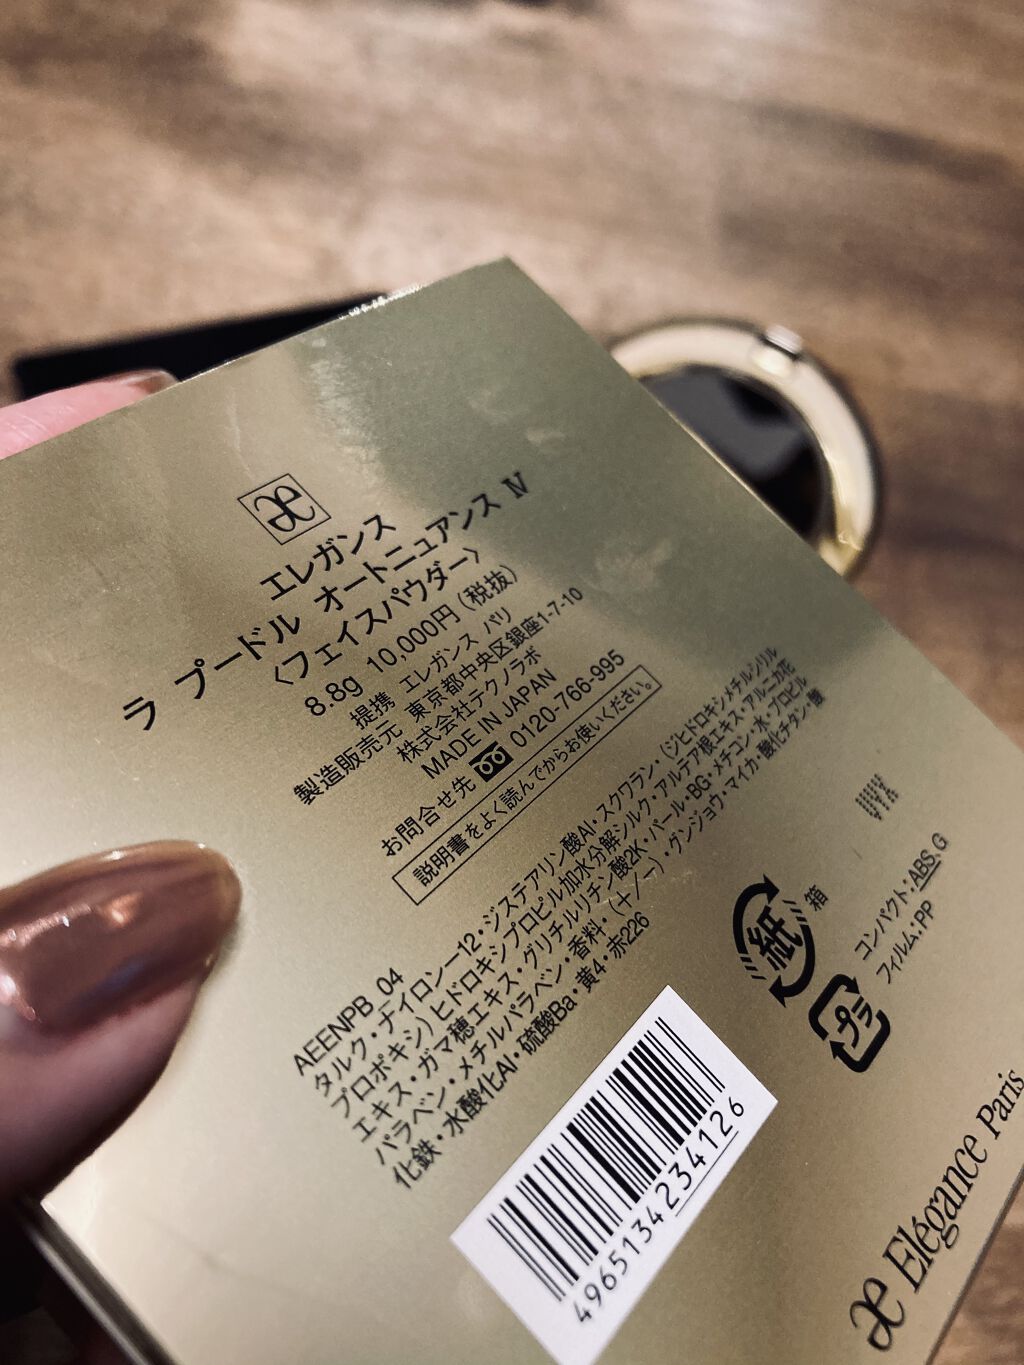 æ
エレガンス
ラ プードル オートニュアンス Ⅳ
〈フェイスパウダー〉
8.8g 10,000円(税抜)
提携 エレガンス パリ
製造販売元 東京都中央区銀座1-7-10
株式会社テクノラボ
MADE IN JAPAN
お問合せ先 0120-766-995
説明書をよく読んでからお使いください。
AEENPB 04
タルク・ナイロン-12・ジステアリン酸Al・スクワラン・(ジヒドロキシメチルシリル
プロポキシ)ヒドロキシプロピル加水分解シルク・アルテア根エキス・アルニカ花
エキス・ガマ穂エキス・グリチルリチン酸2K・パール・BG・メチコン・水・プロピル
パラベン・メチルパラベン・香料・(+/-)・グンジョウ・マイカ・酸化チタン・酸
化鉄・水酸化Al・硫酸Ba・黄4・赤226
紙
箱
プラ
コンパクト:ABS.G
フィルム:PP
4965134234126
æ Elégance Paris